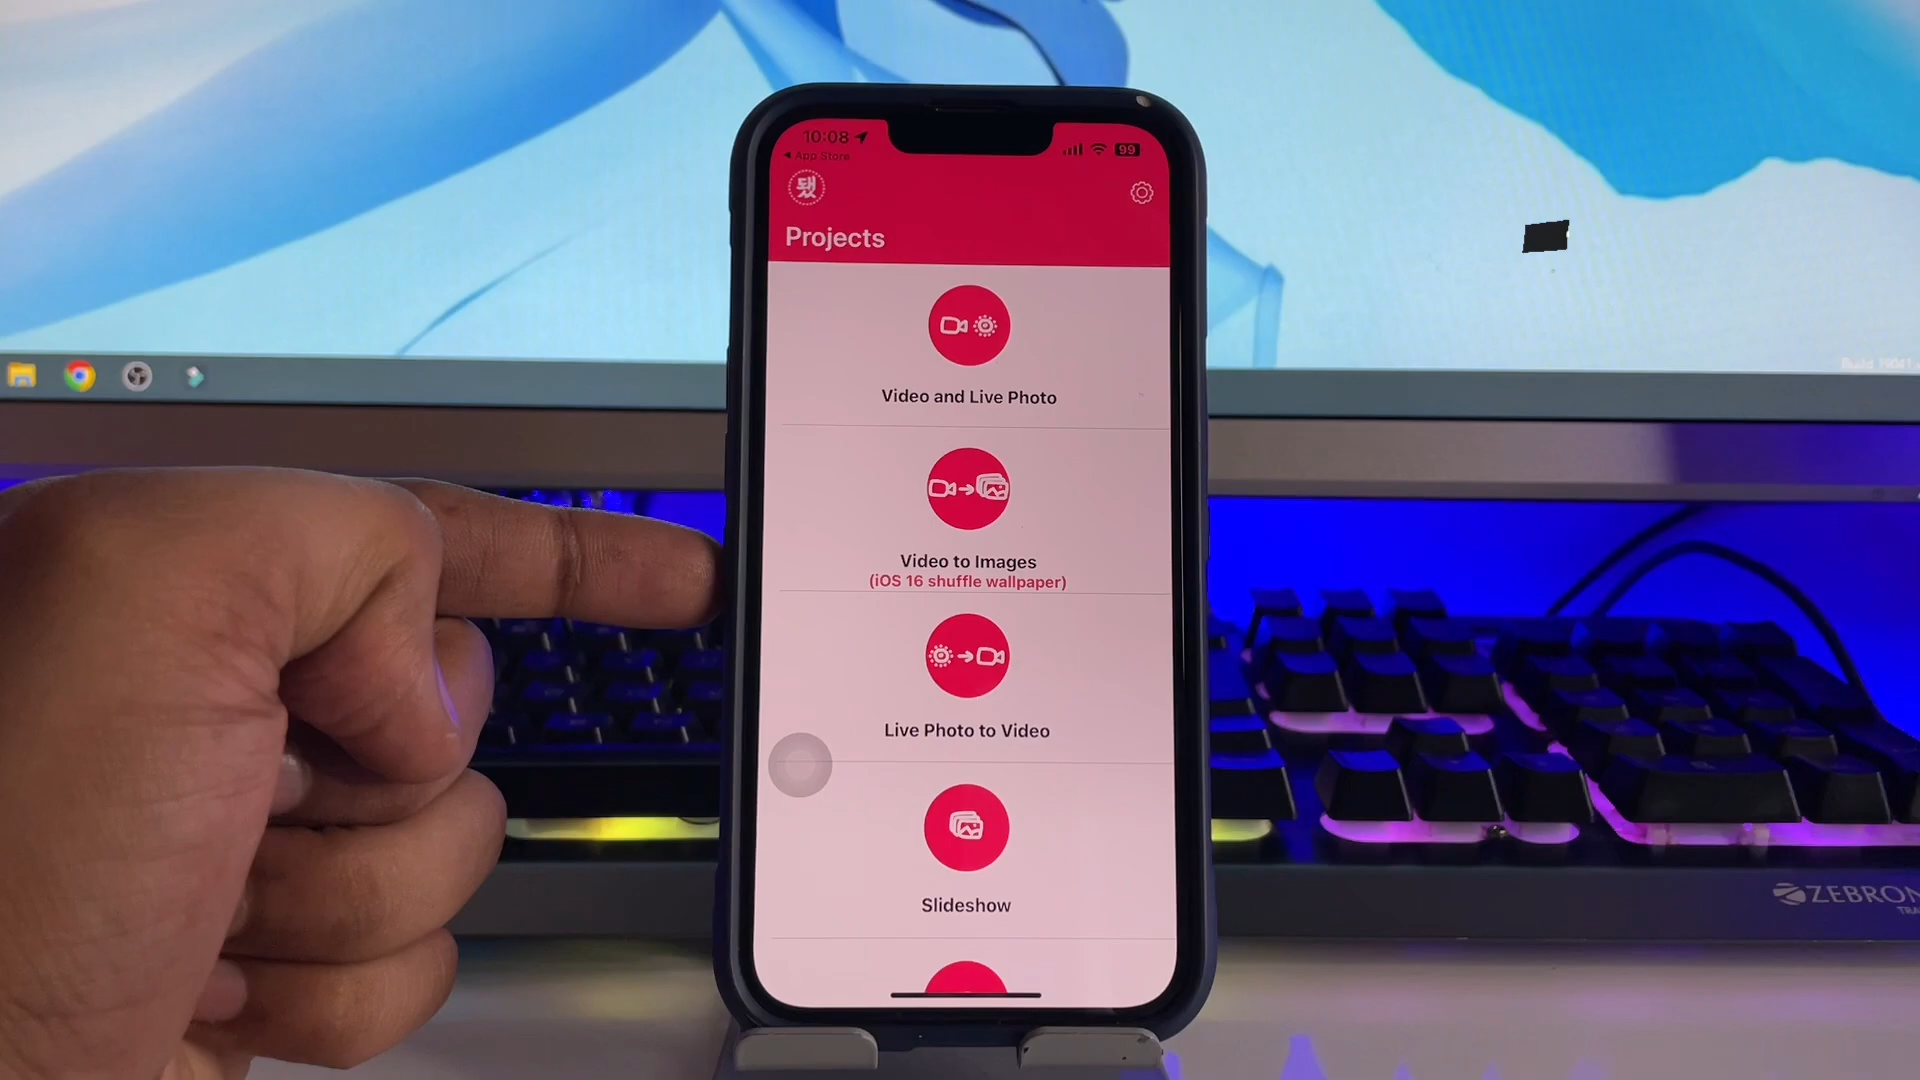 10:08
99
◀ App Store
됐
Projects
Video and Live Photo
Video to Images
(iOS 16 shuffle wallpaper)
Live Photo to Video
Slideshow
ZEBRON